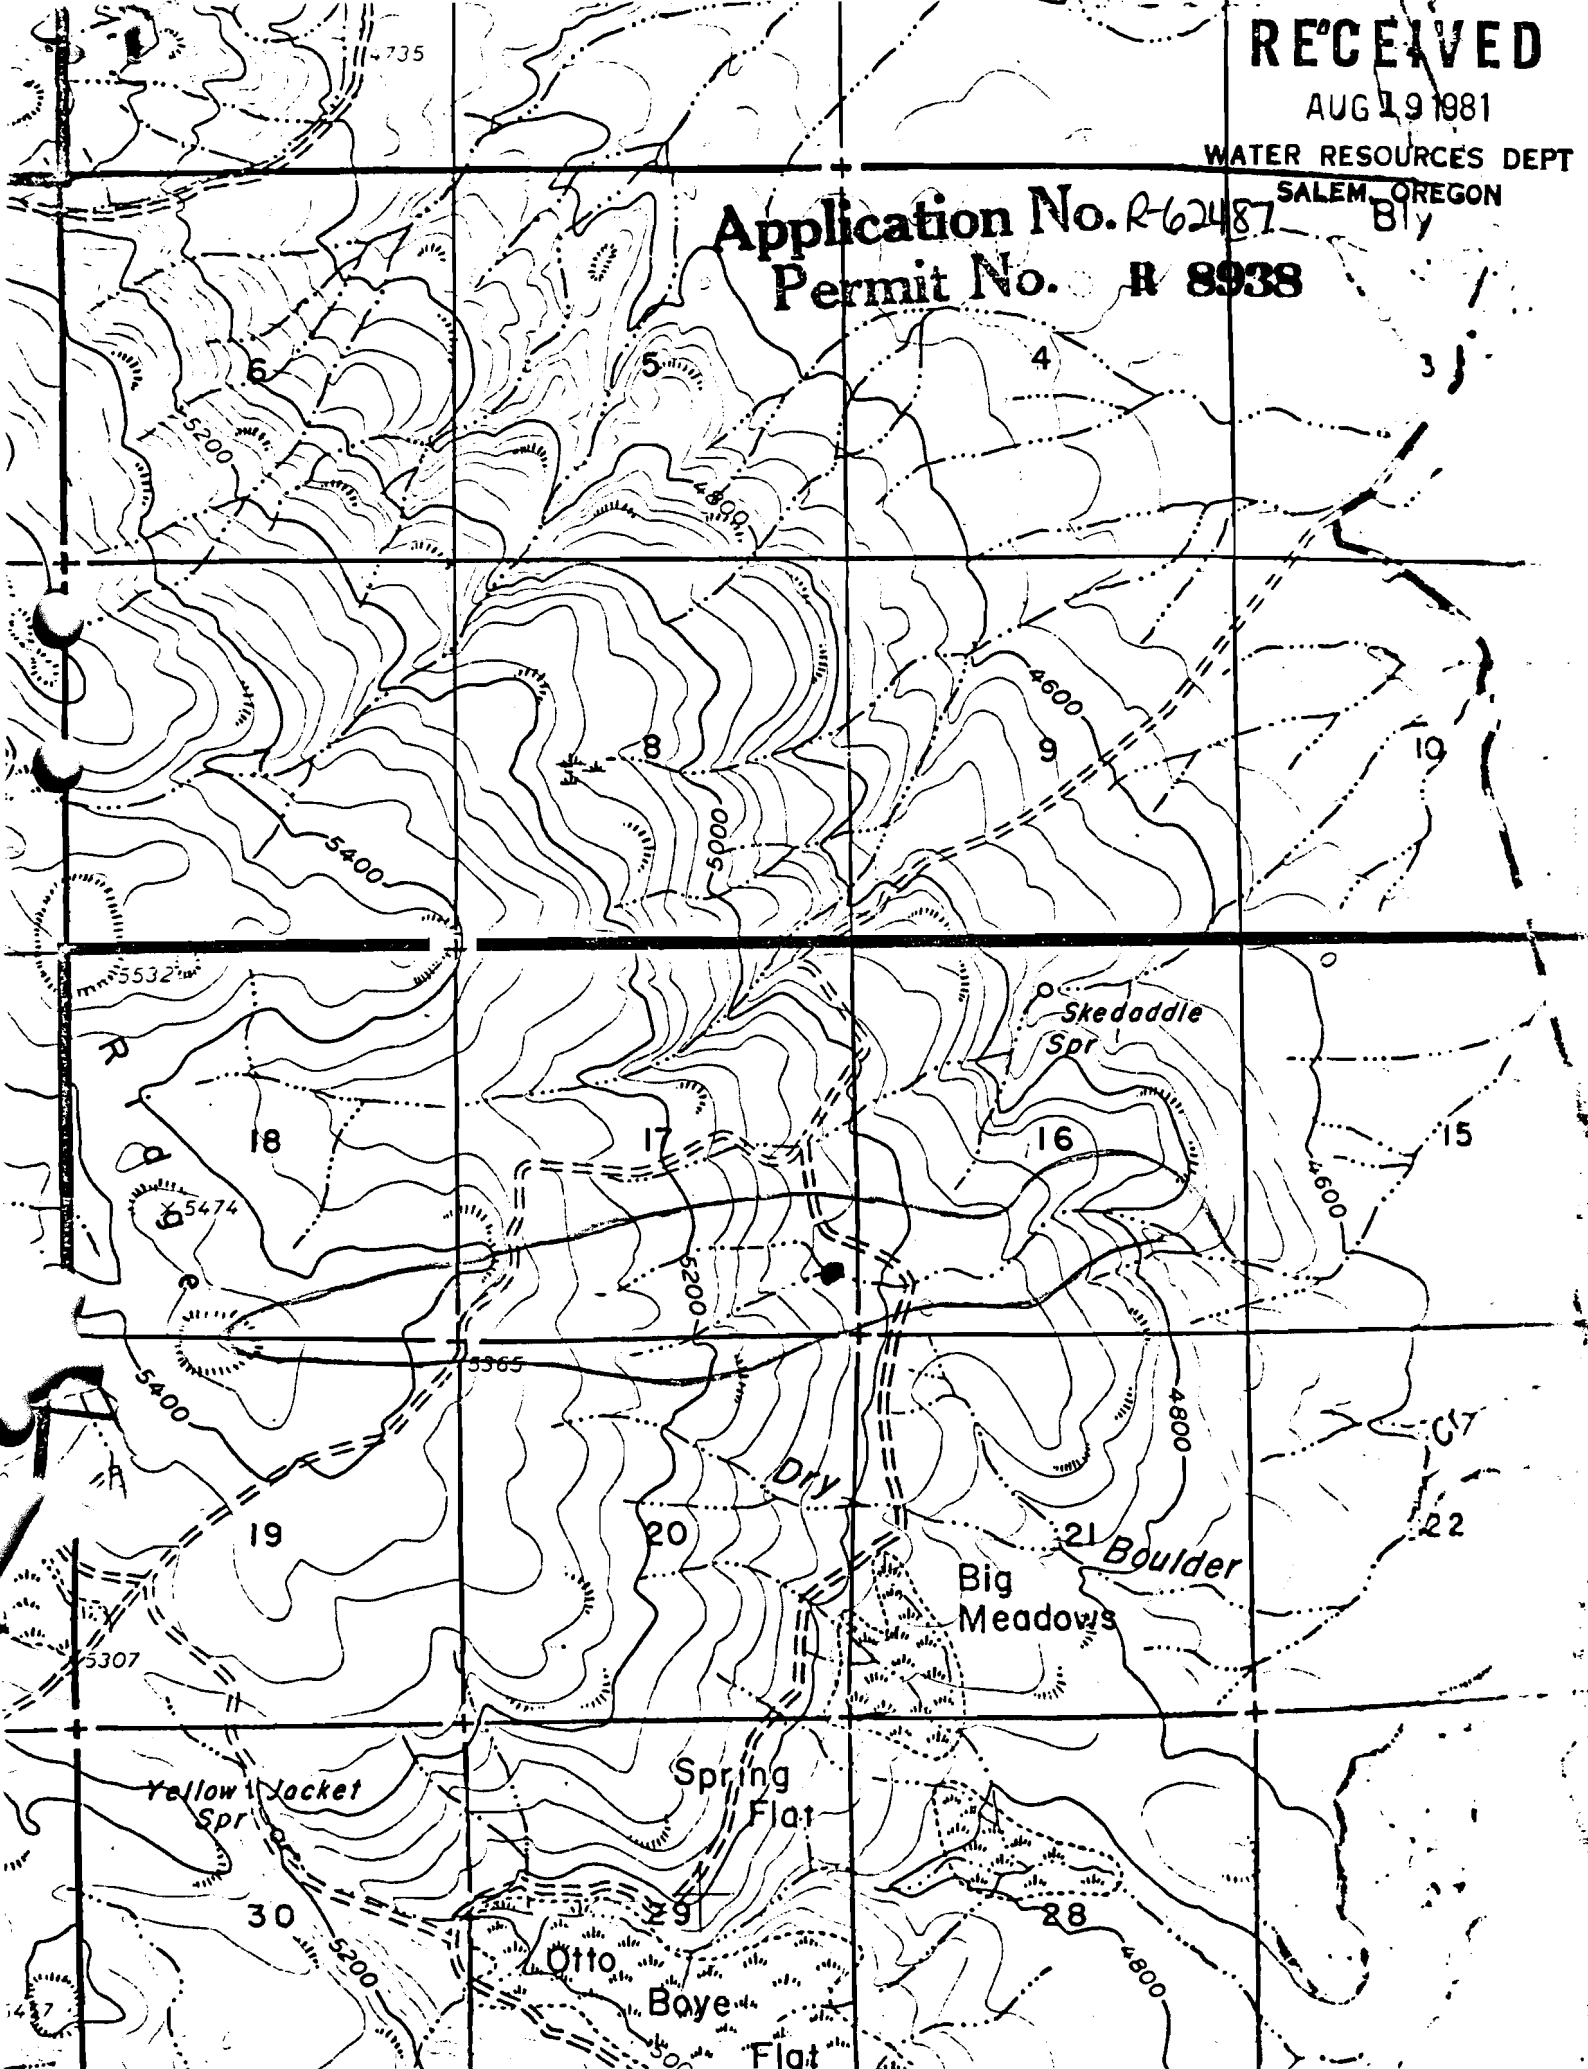 RECEIVED
AUG 19 1981
WATER RESOURCES DEPT
SALEM, OREGON
4735
Application No. R-62487
Bly
Permit No. R 8938
6
5
4
3
5200
4800
4600
8
9
10
5000
5400
5532
Skedaddle
Spr
R
d
g
e
18
17
16
15
4600
5474
5200
5365
5400
4800
Dry
19
20
21
22
Boulder
Big
Meadows
5307
Yellow Jacket
Spr
Spring
Flat
30
29
28
5200
Otto
Boye
Flat
4800